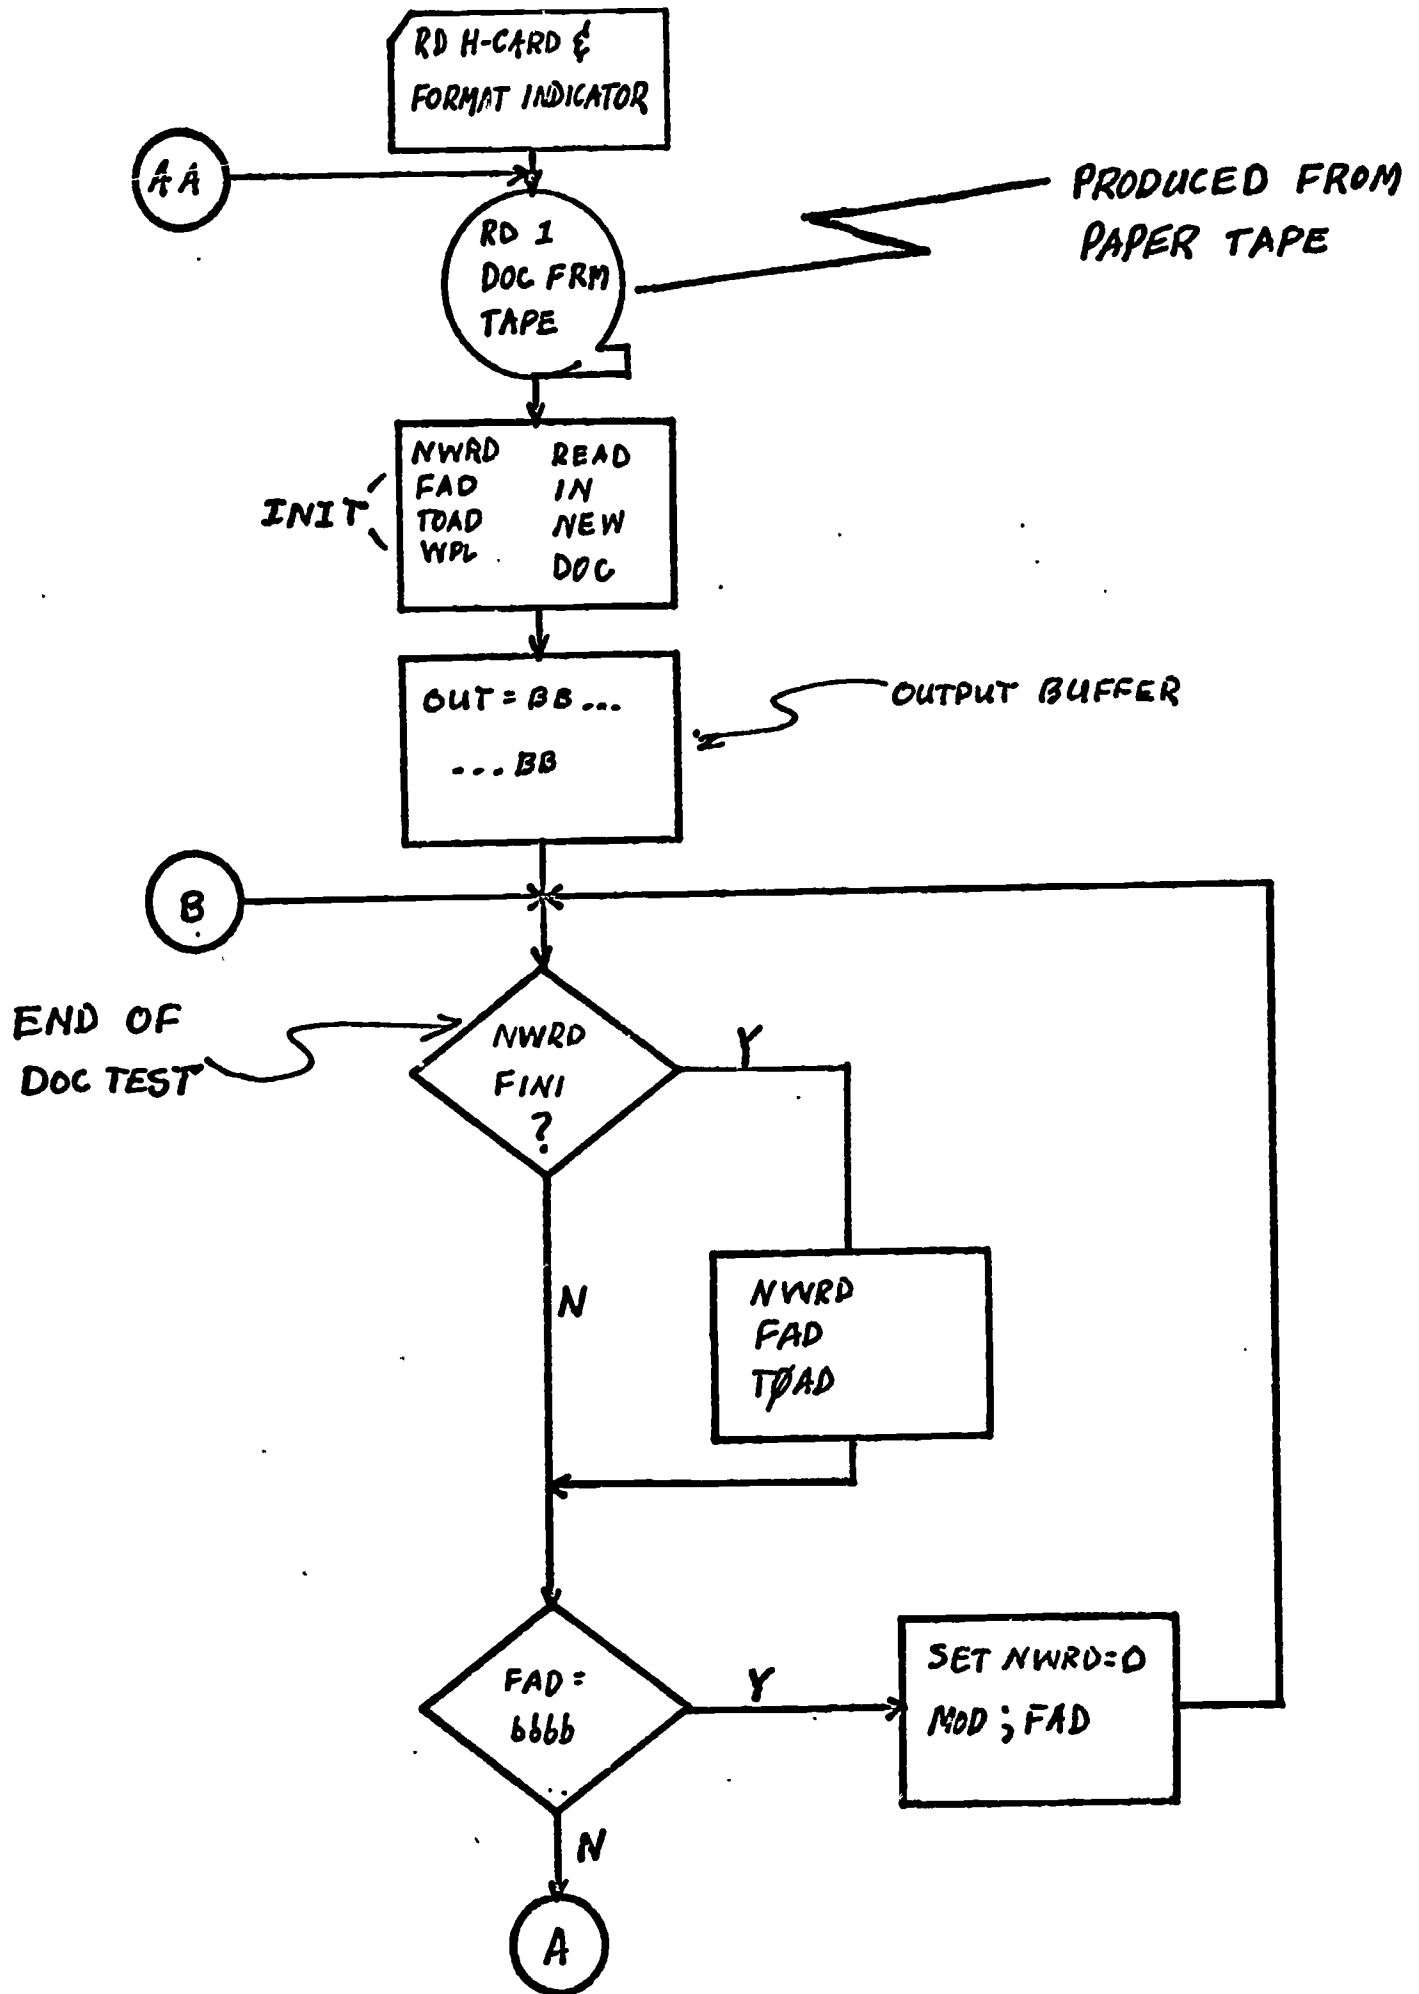 RD H-CARD &
FORMAT INDICATOR
AA
RD 1
DOC FRM
TAPE
PRODUCED FROM
PAPER TAPE
INIT
NWRD
FAD
TOAD
WPL
READ
IN
NEW
DOC
OUT = BB ...
... BB
OUTPUT BUFFER
B
END OF
DOC TEST
NWRD
FINI
?
Y
N
NWRD
FAD
TØAD
FAD =
bbbb
Y
SET NWRD=0
MOD ; FAD
N
A